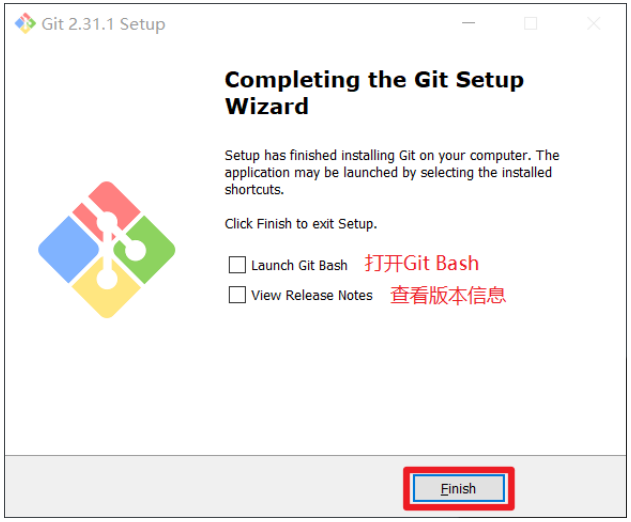 Git 2.31.1 Setup
Completing the Git Setup
Wizard
Setup has finished installing Git on your computer. The
application may be launched by selecting the installed
shortcuts.
Click Finish to exit Setup.
Launch Git Bash 打开Git Bash
View Release Notes 查看版本信息
Finish